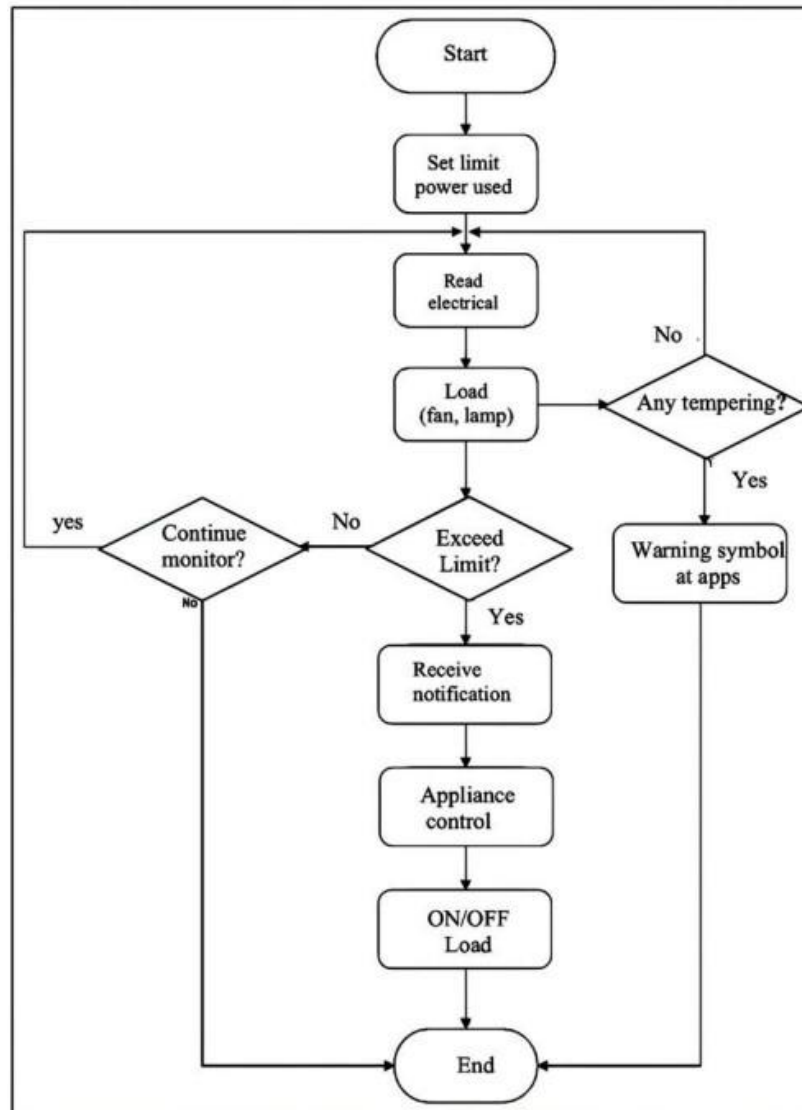 Start
Set limit
power used
Read
electrical
No
Load
(fan, lamp)
Any tempering?
Yes
yes
Continue
monitor?
No
Exceed
Limit?
Warning symbol
at apps
No
Yes
Receive
notification
Appliance
control
ON/OFF
Load
End